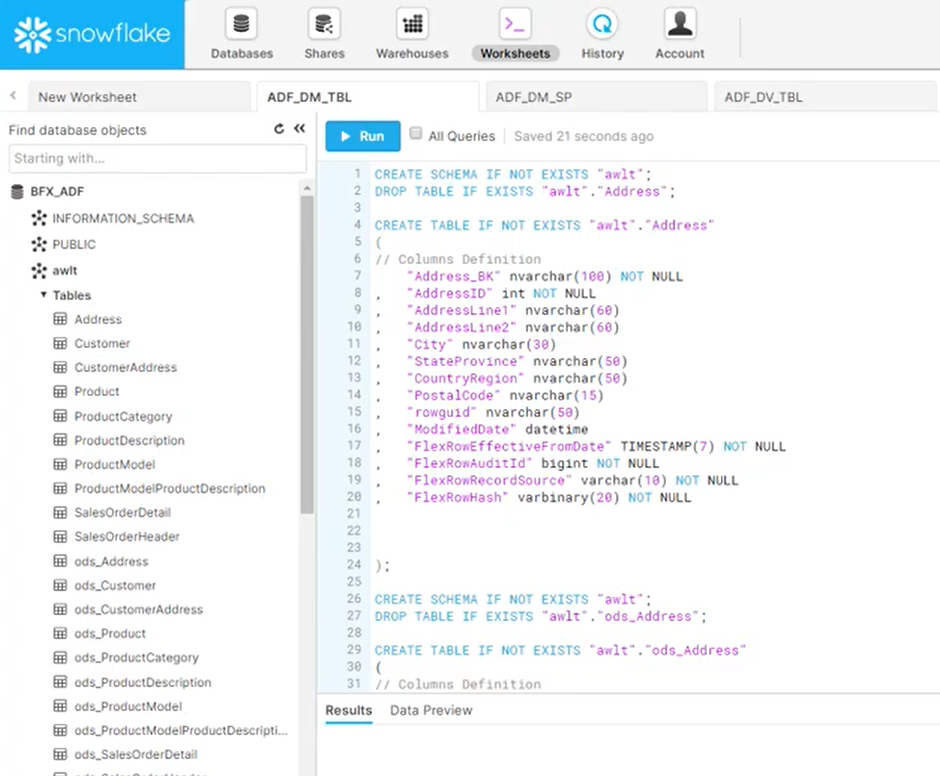 snowflake
Databases Shares Warehouses Worksheets History Account
New Worksheet ADF_DM_TBL ADF_DM_SP ADF_DV_TBL
Find database objects
Starting with...
BFX_ADF
INFORMATION_SCHEMA
PUBLIC
awlt
Tables
Address
Customer
CustomerAddress
Product
ProductCategory
ProductDescription
ProductModel
ProductModelProductDescription
SalesOrderDetail
SalesOrderHeader
ods_Address
ods_Customer
ods_CustomerAddress
ods_Product
ods_ProductCategory
ods_ProductDescription
ods_ProductModel
ods_ProductModelProductDescripti...
ods_SalesOrderDetail
Run All Queries Saved 21 seconds ago
1 CREATE SCHEMA IF NOT EXISTS "awlt";
2 DROP TABLE IF EXISTS "awlt"."Address";
3
4 CREATE TABLE IF NOT EXISTS "awlt"."Address"
5 (
6 // Columns Definition
7 "Address_BK" nvarchar(100) NOT NULL
8 , "AddressID" int NOT NULL
9 , "AddressLine1" nvarchar(60)
10 , "AddressLine2" nvarchar(60)
11 , "City" nvarchar(30)
12 , "StateProvince" nvarchar(50)
13 , "CountryRegion" nvarchar(50)
14 , "PostalCode" nvarchar(15)
15 , "rowguid" nvarchar(50)
16 , "ModifiedDate" datetime
17 , "FlexRowEffectiveFromDate" TIMESTAMP(7) NOT NULL
18 , "FlexRowAuditId" bigint NOT NULL
19 , "FlexRowRecordSource" varchar(10) NOT NULL
20 , "FlexRowHash" varbinary(20) NOT NULL
21
22
23
24 );
25
26 CREATE SCHEMA IF NOT EXISTS "awlt";
27 DROP TABLE IF EXISTS "awlt"."ods_Address";
28
29 CREATE TABLE IF NOT EXISTS "awlt"."ods_Address"
30 (
31 // Columns Definition
Results Data Preview